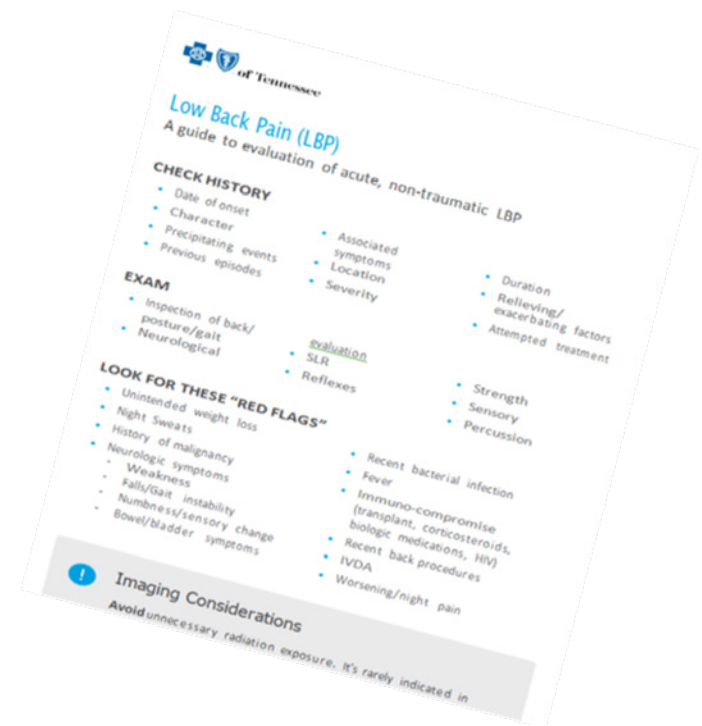 of Tennessee
Low Back Pain (LBP)
A guide to evaluation of acute, non-traumatic LBP
CHECK HISTORY
• Date of onset
• Character
• Precipitating events
• Previous episodes
• Associated
symptoms
• Location
• Severity
• Duration
• Relieving/
exacerbating factors
• Attempted treatment
EXAM
• Inspection of back/
posture/gait
• Neurological
evaluation
• SLR
• Reflexes
• Strength
• Sensory
• Percussion
LOOK FOR THESE “RED FLAGS”
• Unintended weight loss
• Night Sweats
• History of malignancy
• Neurologic symptoms
- Weakness
- Falls/Gait instability
- Numbness/sensory change
- Bowel/bladder symptoms
• Recent bacterial infection
• Fever
• Immuno-compromise
(transplant, corticosteroids,
biologic medications, HIV)
• Recent back procedures
• IVDA
• Worsening/night pain
! Imaging Considerations
Avoid unnecessary radiation exposure. It's rarely indicated in